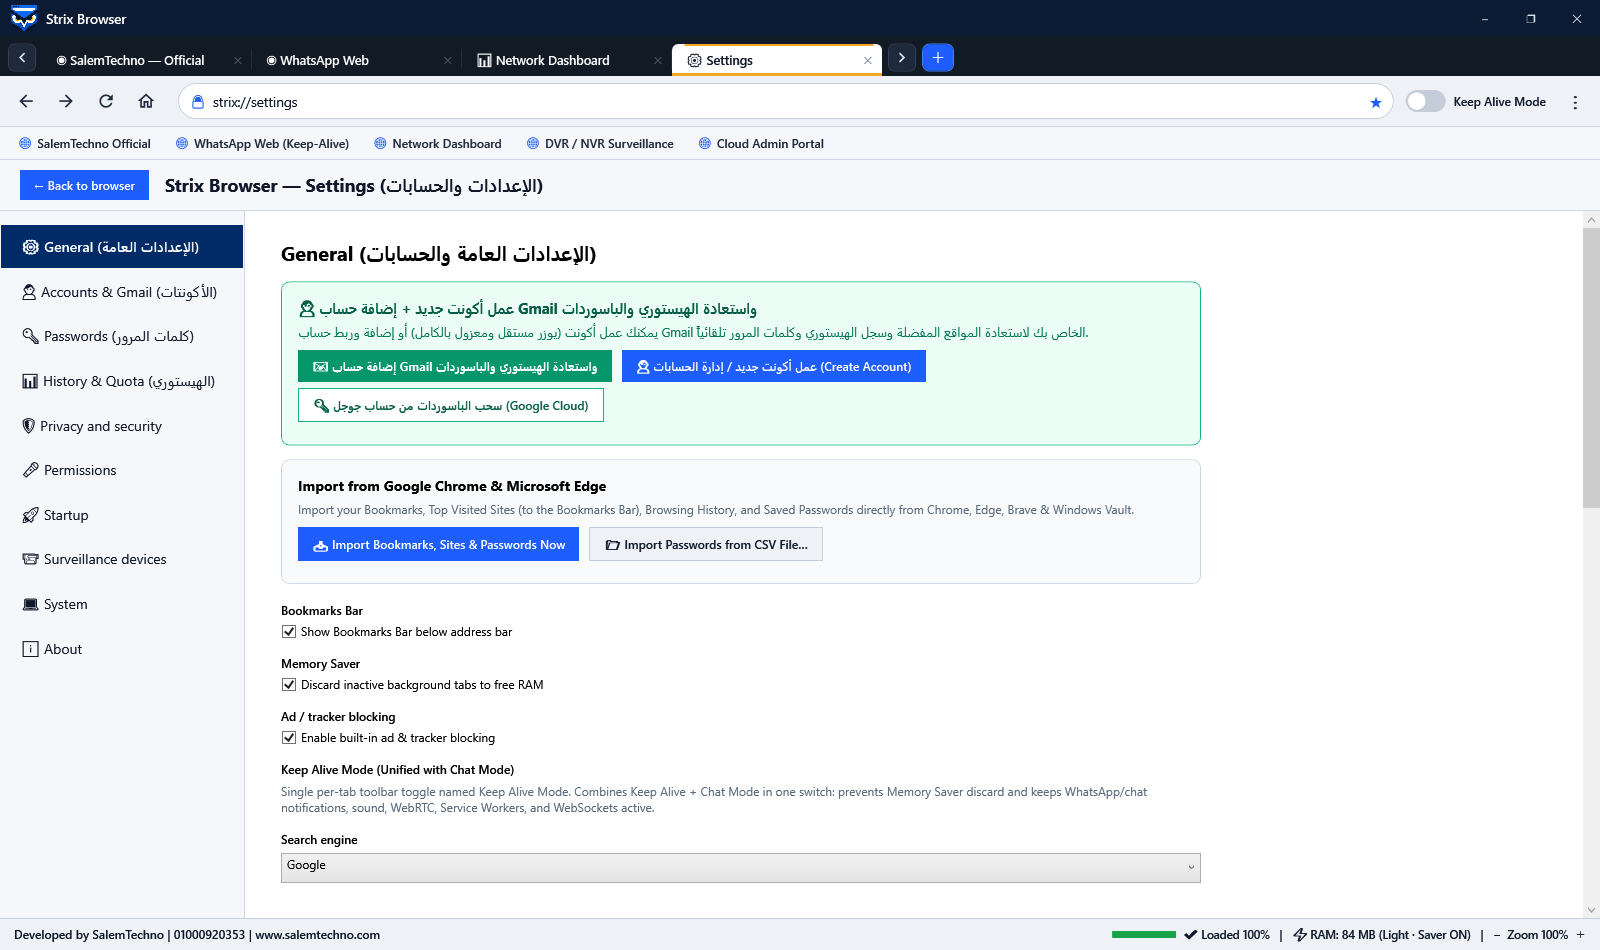 Strix Browser
SalemTechno — Official
WhatsApp Web
Network Dashboard
Settings
strix://settings
Keep Alive Mode
SalemTechno Official
WhatsApp Web (Keep-Alive)
Network Dashboard
DVR / NVR Surveillance
Cloud Admin Portal
← Back to browser
Strix Browser — Settings (الإعدادات والحسابات)
General (الإعدادات العامة)
Accounts & Gmail (الأكونتات)
Passwords (كلمات المرور)
History & Quota (الهيستوري)
Privacy and security
Permissions
Startup
Surveillance devices
System
About
General (الإعدادات العامة والحسابات)
عمل أكونت جديد + إضافة حساب Gmail واستعادة الهيستوري والباسوردات
يمكنك عمل أكونت (يوزر مستقل ومعزول بالكامل) أو إضافة وربط حساب Gmail الخاص بك لاستعادة المواقع المفضلة وسجل الهيستوري وكلمات المرور تلقائياً.
إضافة حساب Gmail واستعادة الهيستوري والباسوردات
عمل أكونت جديد / إدارة الحسابات (Create Account)
سحب الباسوردات من حساب جوجل (Google Cloud)
Import from Google Chrome & Microsoft Edge
Import your Bookmarks, Top Visited Sites (to the Bookmarks Bar), Browsing History, and Saved Passwords directly from Chrome, Edge, Brave & Windows Vault.
Import Bookmarks, Sites & Passwords Now
Import Passwords from CSV File...
Bookmarks Bar
Show Bookmarks Bar below address bar
Memory Saver
Discard inactive background tabs to free RAM
Ad / tracker blocking
Enable built-in ad & tracker blocking
Keep Alive Mode (Unified with Chat Mode)
Single per-tab toolbar toggle named Keep Alive Mode. Combines Keep Alive + Chat Mode in one switch: prevents Memory Saver discard and keeps WhatsApp/chat
notifications, sound, WebRTC, Service Workers, and WebSockets active.
Search engine
Google
Developed by SalemTechno | 01000920353 | www.salemtechno.com
Loaded 100% | RAM: 84 MB (Light · Saver ON) | − Zoom 100% +